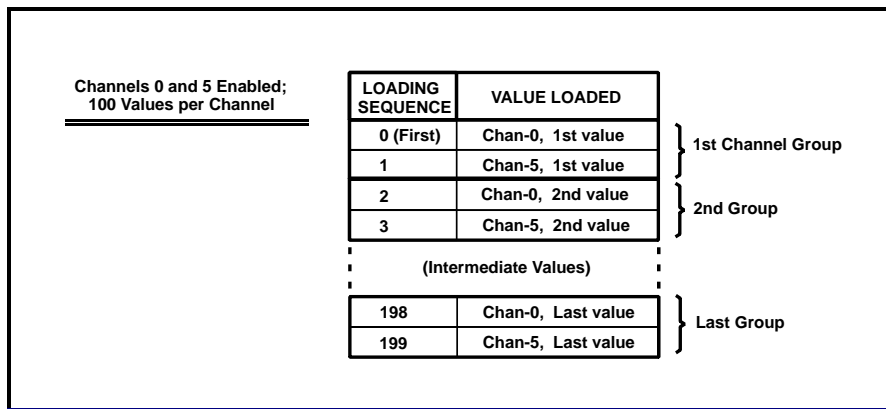 Channels 0 and 5 Enabled;
100 Values per Channel
LOADING SEQUENCE VALUE LOADED
0 (First) Chan-0, 1st value
1 Chan-5, 1st value
1st Channel Group
2 Chan-0, 2nd value
3 Chan-5, 2nd value
2nd Group
(Intermediate Values)
198 Chan-0, Last value
199 Chan-5, Last value
Last Group